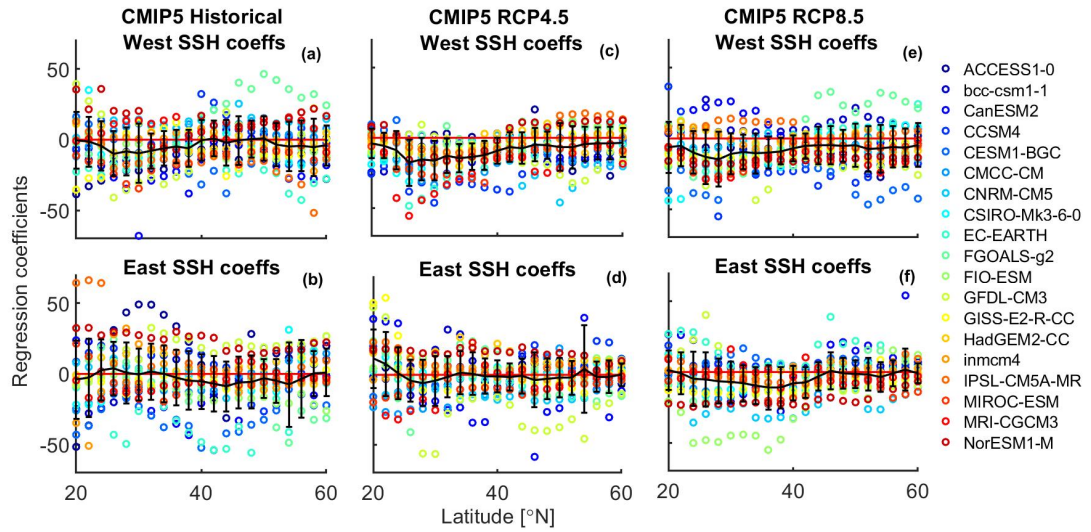 CMIP5 Historical
West SSH coeffs
CMIP5 RCP4.5
West SSH coeffs
CMIP5 RCP8.5
West SSH coeffs
(a)
(c)
(e)
50
0
-50
East SSH coeffs
East SSH coeffs
East SSH coeffs
(b)
(d)
(f)
50
0
-50
Regression coefficients
20
40
60
20
40
60
20
40
60
Latitude [°N]
ACCESS1-0
bcc-csm1-1
CanESM2
CCSM4
CESM1-BGC
CMCC-CM
CNRM-CM5
CSIRO-Mk3-6-0
EC-EARTH
FGOALS-g2
FIO-ESM
GFDL-CM3
GISS-E2-R-CC
HadGEM2-CC
inmcm4
IPSL-CM5A-MR
MIROC-ESM
MRI-CGCM3
NorESM1-M